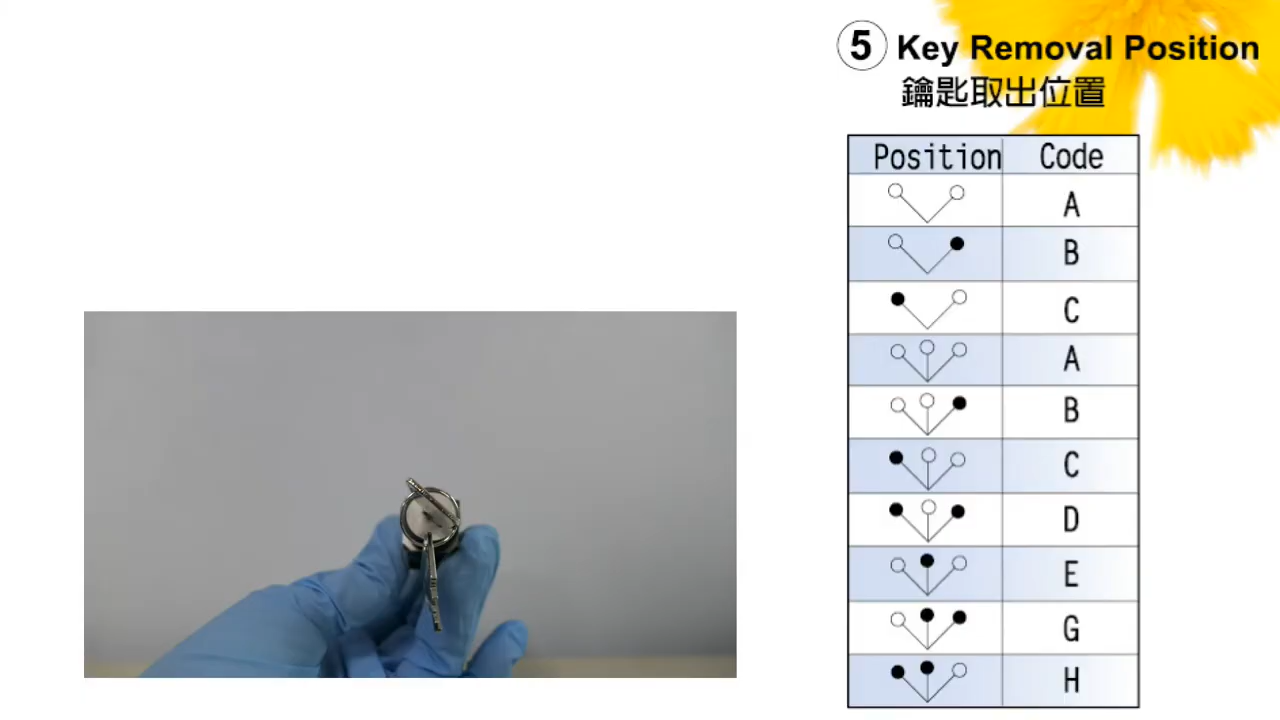 ⑤ Key Removal Position
鑰匙取出位置
Position Code
A
B
C
A
B
C
D
E
G
H